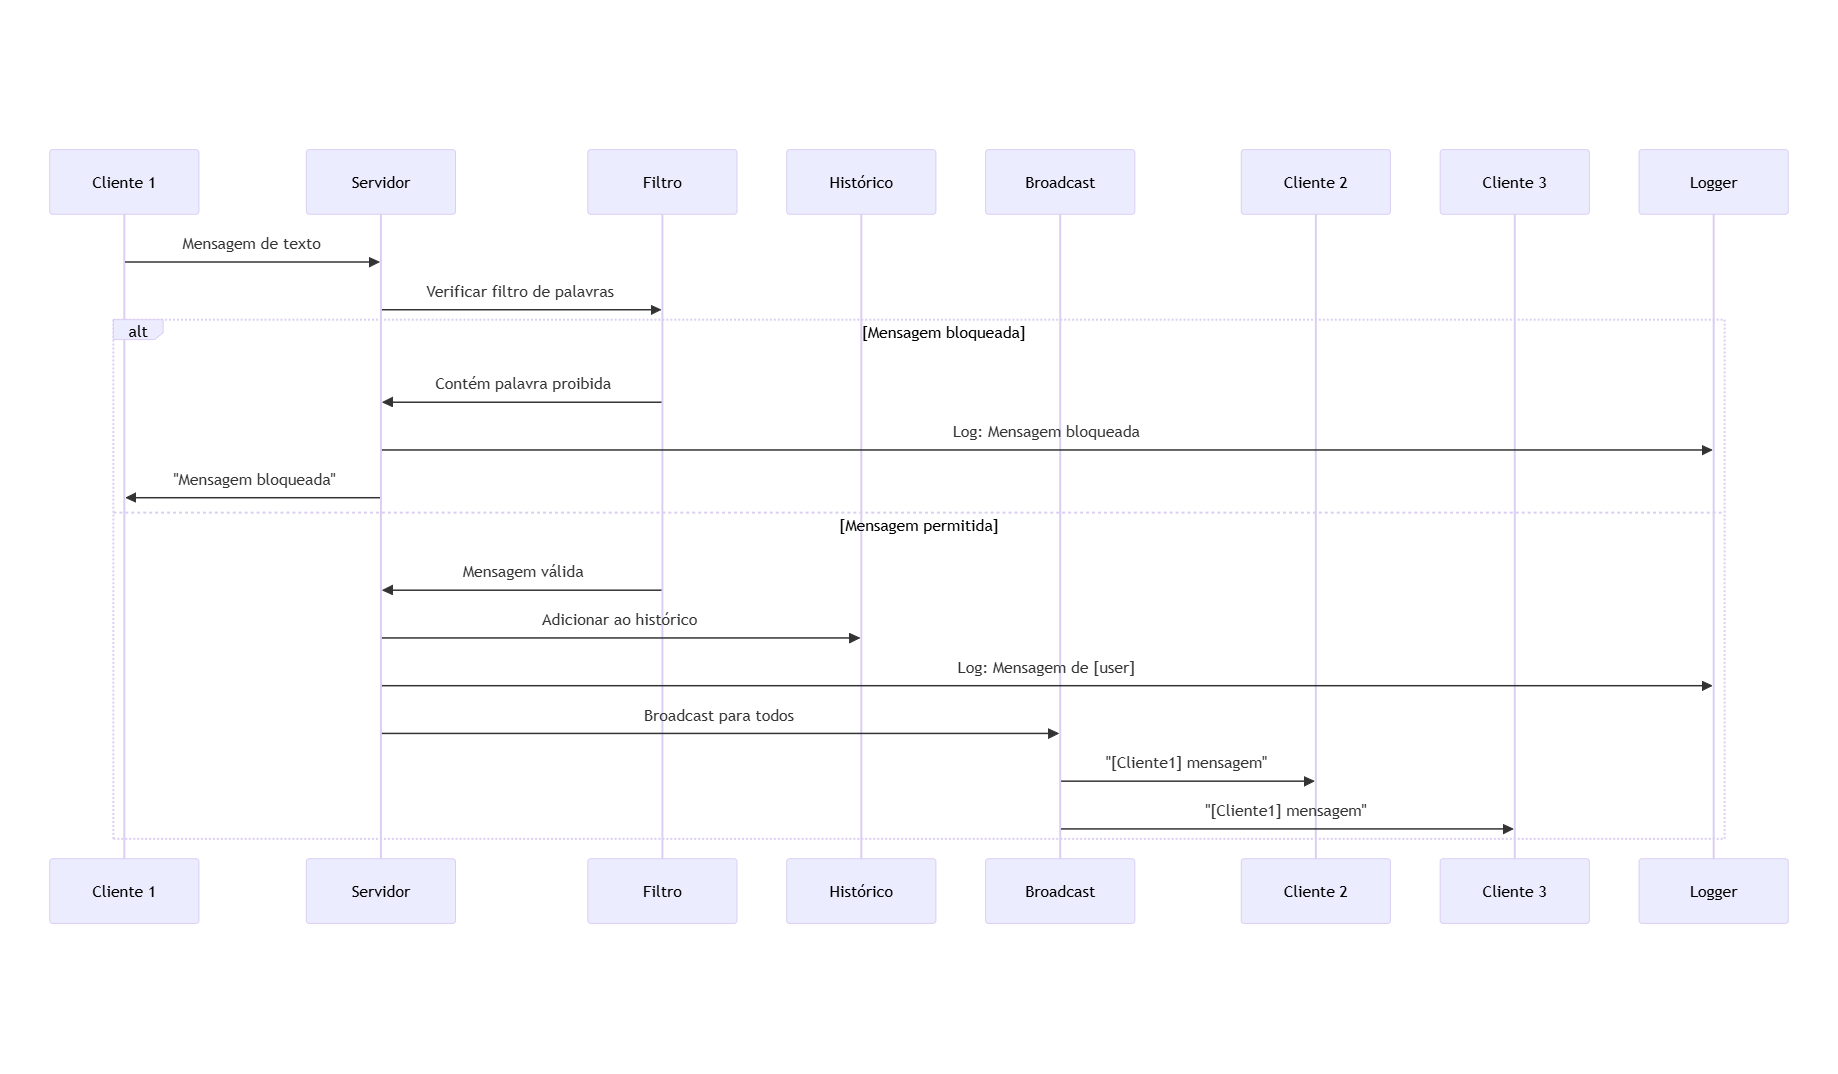 Cliente 1
Servidor
Filtro
Histórico
Broadcast
Cliente 2
Cliente 3
Logger
Mensagem de texto
Verificar filtro de palavras
alt
[Mensagem bloqueada]
Contém palavra proibida
Log: Mensagem bloqueada
"Mensagem bloqueada"
[Mensagem permitida]
Mensagem válida
Adicionar ao histórico
Log: Mensagem de [user]
Broadcast para todos
"[Cliente1] mensagem"
"[Cliente1] mensagem"
Cliente 1
Servidor
Filtro
Histórico
Broadcast
Cliente 2
Cliente 3
Logger